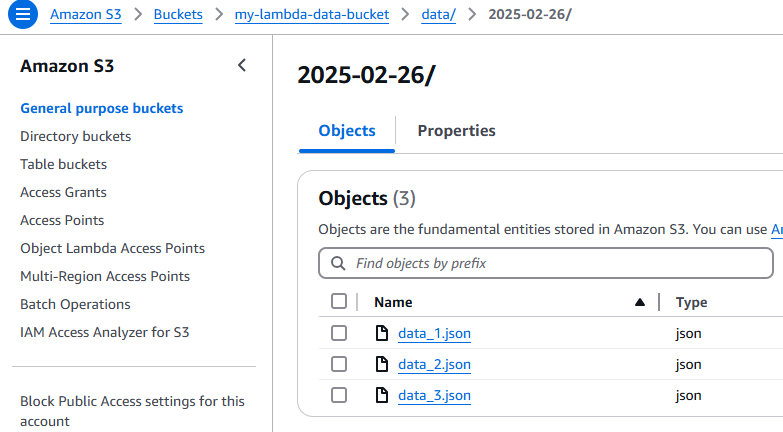 Amazon S3 > Buckets > my-lambda-data-bucket > data/ > 2025-02-26/
Amazon S3
General purpose buckets
Directory buckets
Table buckets
Access Grants
Access Points
Object Lambda Access Points
Multi-Region Access Points
Batch Operations
IAM Access Analyzer for S3
Block Public Access settings for this
account
2025-02-26/
Objects Properties
Objects (3)
Objects are the fundamental entities stored in Amazon S3. You can use
Find objects by prefix
Name Type
data_1.json json
data_2.json json
data_3.json json